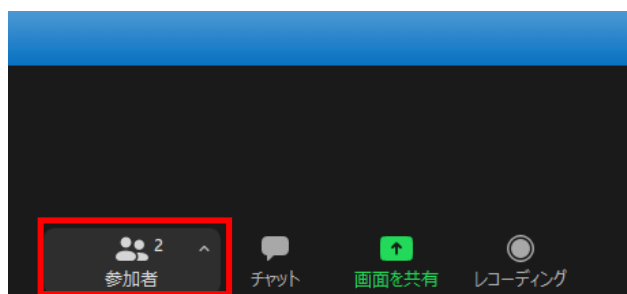 2
参加者
チャット
画面を共有
レコーディング